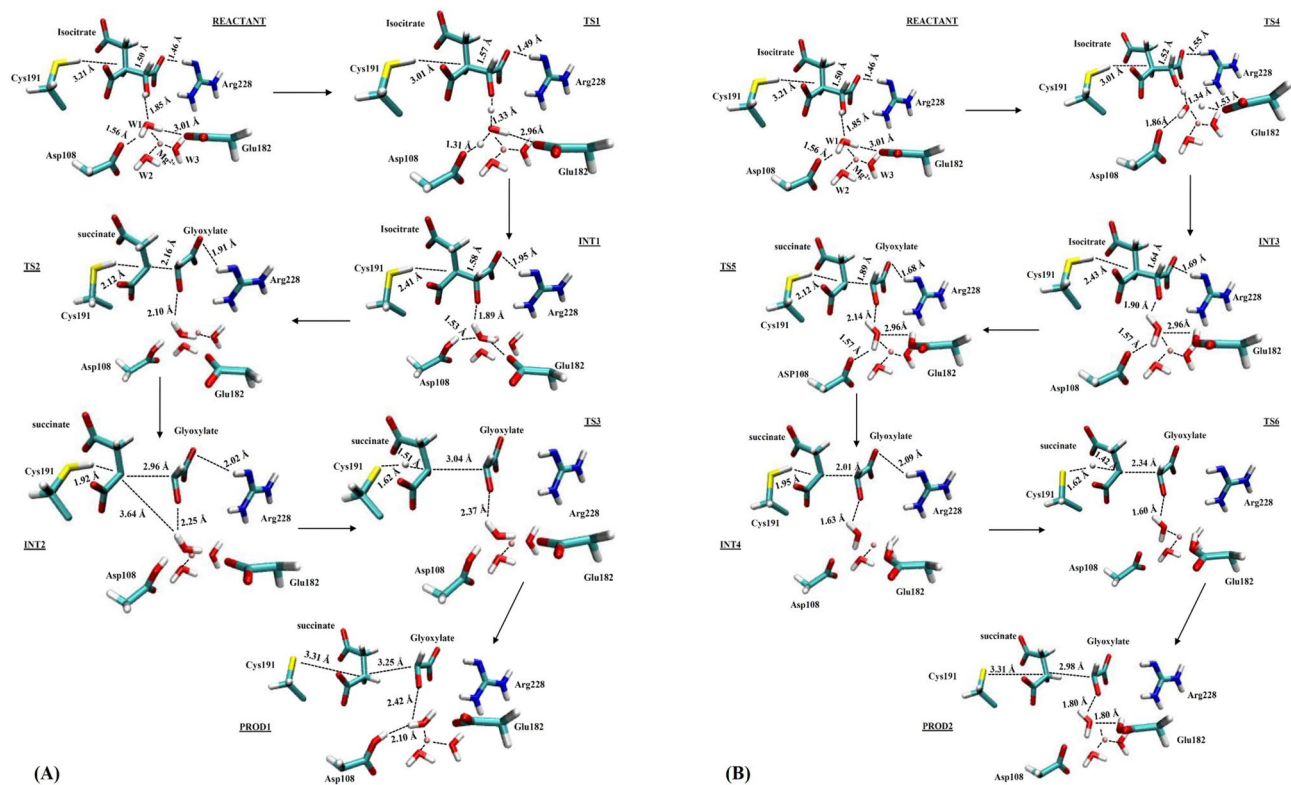 REACTANT
Isocitrate
1.50 Å
1.46 Å
Cys191
3.21 Å
Arg228
1.85 Å
W1
3.01 Å
1.56 Å
Mg2+
W3
Asp108
W2
Glu182
TS1
Isocitrate
1.57 Å
1.49 Å
Cys191
3.01 Å
Arg228
1.33 Å
2.96 Å
1.31 Å
Asp108
Glu182
TS2
succinate
Glyoxylate
2.16 Å
1.91 Å
Cys191
2.12 Å
Arg228
2.10 Å
Asp108
Glu182
INT1
Isocitrate
1.58 Å
1.95 Å
Cys191
2.41 Å
Arg228
1.89 Å
1.53 Å
Asp108
Glu182
succinate
Glyoxylate
Cys191
2.96 Å
2.02 Å
1.92 Å
3.64 Å
Arg228
2.25 Å
INT2
Asp108
Glu182
TS3
succinate
Glyoxylate
1.51 Å
3.04 Å
Cys191
1.62 Å
Arg228
2.37 Å
Asp108
Glu182
succinate
Glyoxylate
Cys191
3.31 Å
3.25 Å
Arg228
2.42 Å
PROD1
2.10 Å
Glu182
Asp108
(A)
REACTANT
Isocitrate
1.50 Å
1.46 Å
Cys191
3.21 Å
Arg228
1.85 Å
W1
3.01 Å
1.56 Å
Mg2+
W3
Asp108
W2
Glu182
TS4
Isocitrate
1.52 Å
1.55 Å
Cys191
3.01 Å
Arg228
1.34 Å
1.53 Å
1.86 Å
Asp108
Glu182
TS5
succinate
Glyoxylate
1.89 Å
1.68 Å
Cys191
2.12 Å
Arg228
2.14 Å
2.96 Å
1.57 Å
ASP108
Glu182
INT3
Isocitrate
1.64 Å
1.69 Å
Cys191
2.43 Å
Arg228
1.90 Å
2.96 Å
1.57 Å
Asp108
Glu182
succinate
Glyoxylate
Cys191
2.01 Å
2.09 Å
1.95 Å
Arg228
1.63 Å
INT4
Asp108
Glu182
TS6
succinate
Glyoxylate
1.43 Å
2.34 Å
1.62 Å
Cys191
Arg228
1.60 Å
Asp108
Glu182
succinate
Glyoxylate
Cys191
3.31 Å
2.98 Å
Arg228
1.80 Å
1.80 Å
PROD2
Glu182
Asp108
(B)